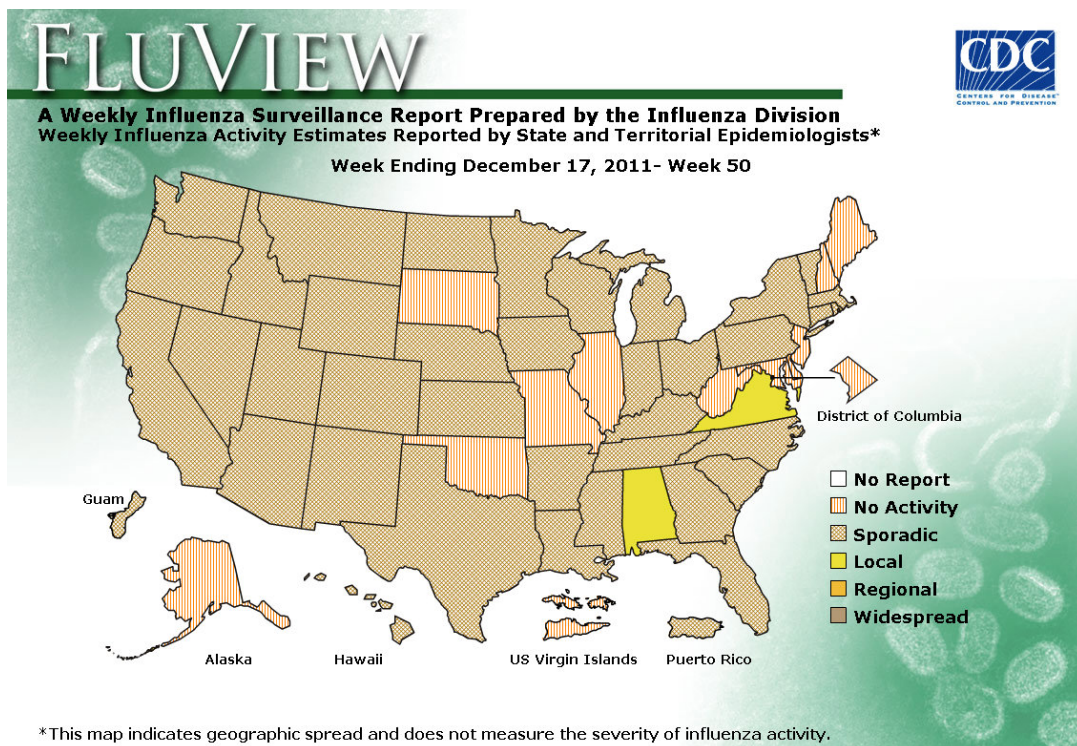 FLUVIEW
CDC
CENTERS FOR DISEASE
CONTROL AND PREVENTION
A Weekly Influenza Surveillance Report Prepared by the Influenza Division
Weekly Influenza Activity Estimates Reported by State and Territorial Epidemiologists*
Week Ending December 17, 2011- Week 50
District of Columbia
No Report
No Activity
Sporadic
Local
Regional
Widespread
Guam
Alaska
Hawaii
US Virgin Islands
Puerto Rico
*This map indicates geographic spread and does not measure the severity of influenza activity.